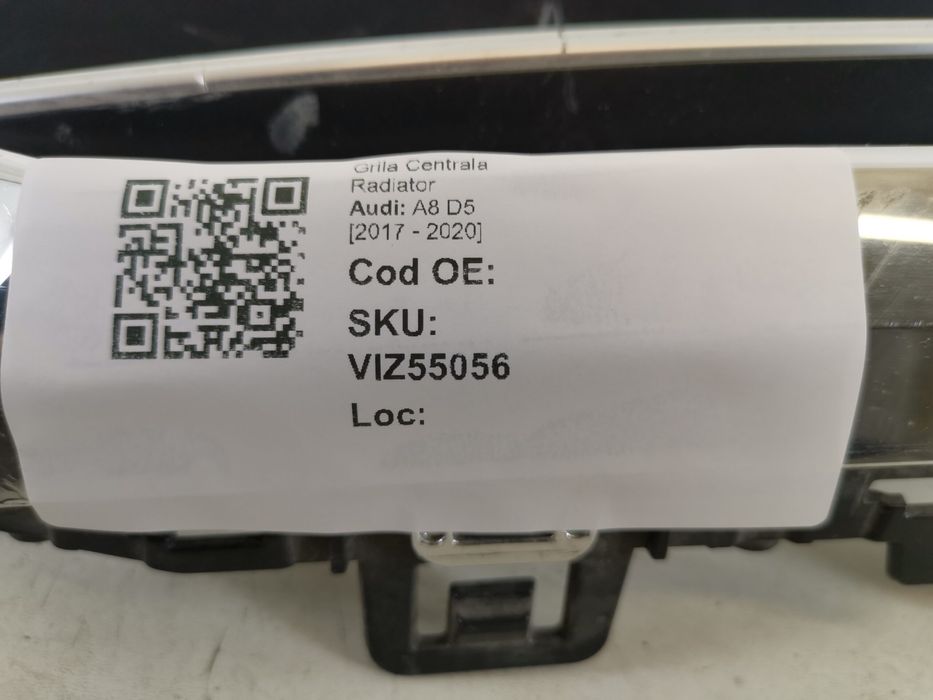 Grila Centrala
Radiator
Audi: A8 D5
[2017 - 2020]
Cod OE:
SKU:
VIZ55056
Loc: